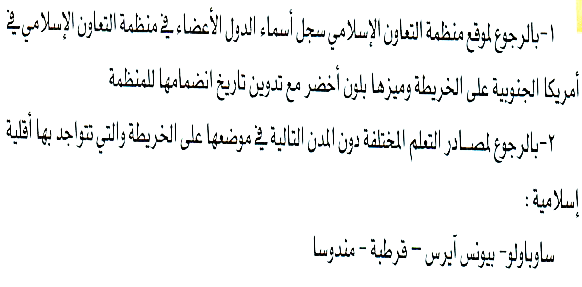 ١-بالرجوع لموقع منظمة التعاون الإسلامي سجل أسماء الدول الأعضاء في منظمة التعاون الإسلامي في
أمريكا الجنوبية على الخريطة وميزها بلون أخضر مع تدوين تاريخ انضمامها للمنظمة
٢-بالرجوع لمصادر التعلم المختلفة دون المدن التالية في موضعها على الخريطة والتي تتواجد بها أقلية
إسلامية :
ساوباولو- بيونس آيرس – قرطبة - مندوسا